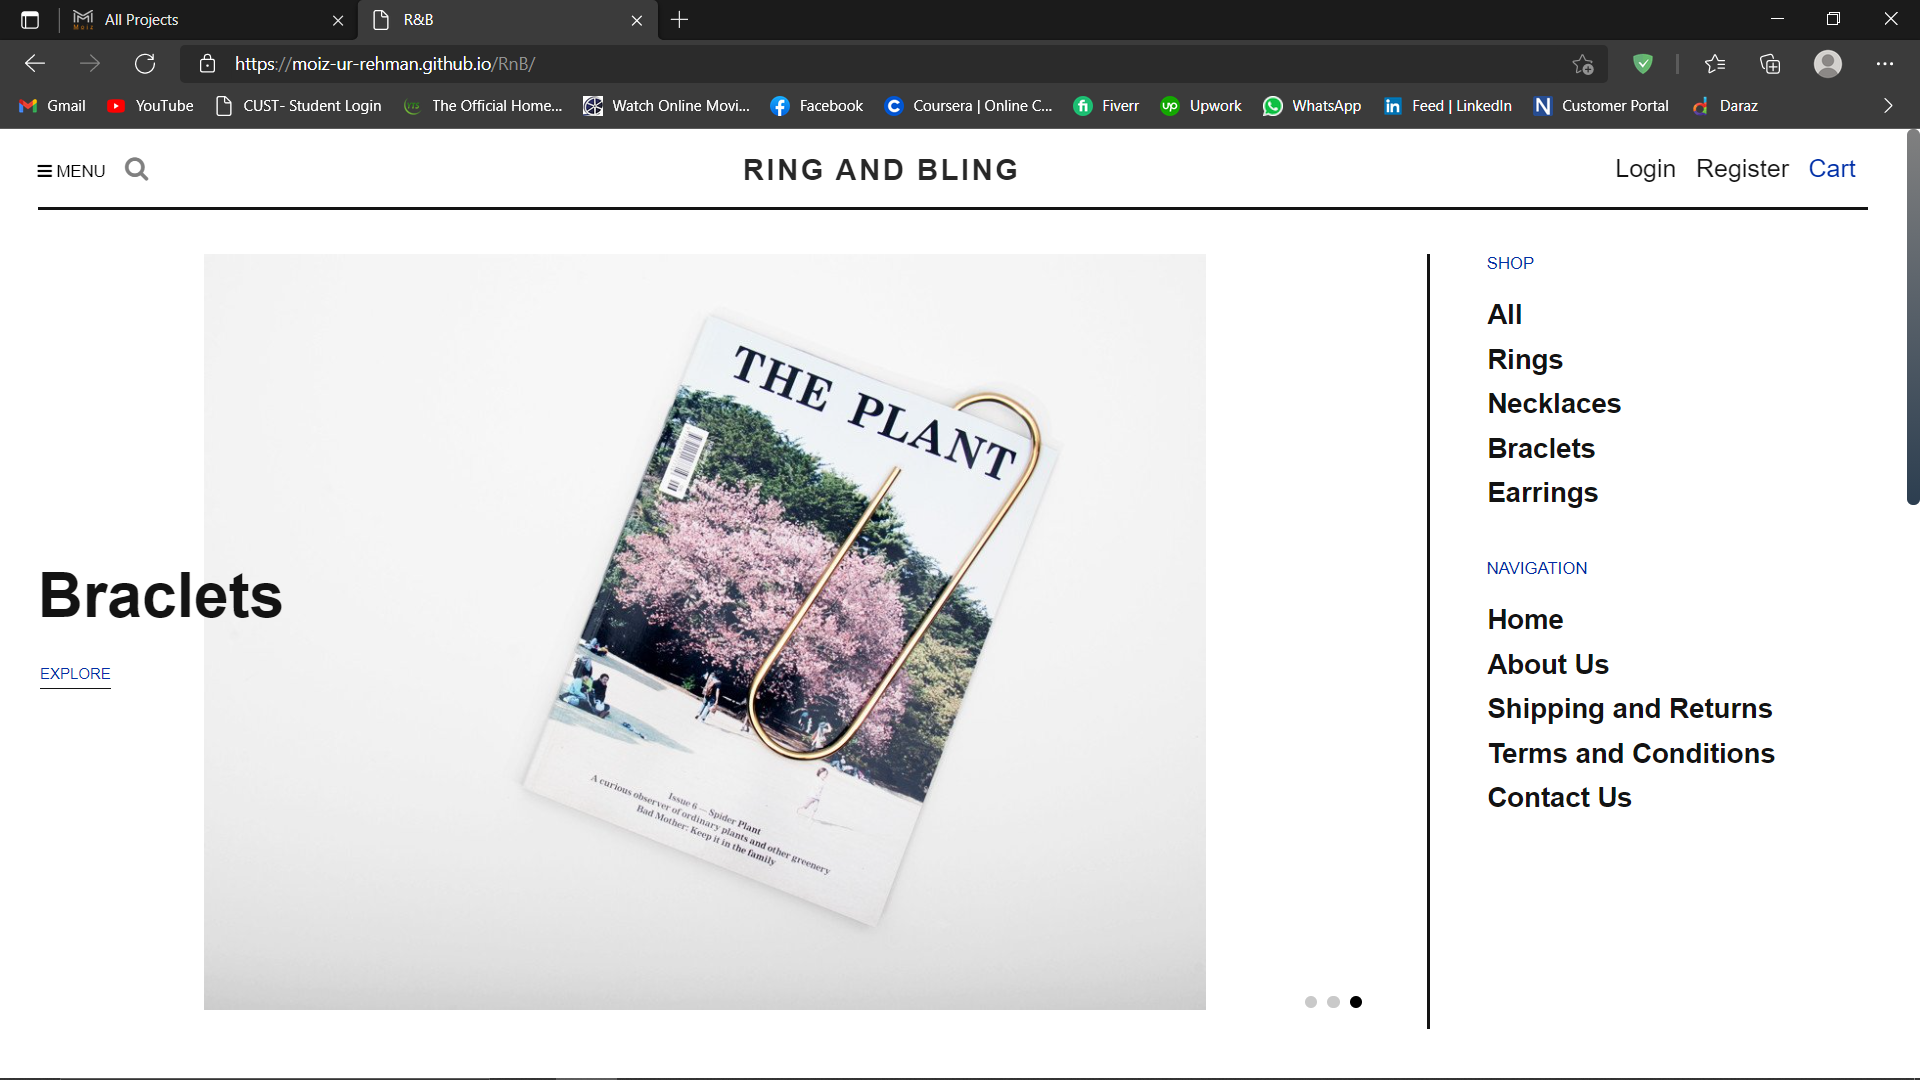 All Projects
R&B
https://moiz-ur-rehman.github.io/RnB/
Gmail
YouTube
CUST- Student Login
The Official Home...
Watch Online Movi...
Facebook
Coursera | Online C...
Fiverr
Upwork
WhatsApp
Feed | LinkedIn
Customer Portal
Daraz
MENU
RING AND BLING
Login
Register
Cart
Braclets
EXPLORE
THE PLANT
Issue 6 — Spider Plant
A curious observer of ordinary plants and other greenery
Bad Mother: Keep it in the family
SHOP
All
Rings
Necklaces
Braclets
Earrings
NAVIGATION
Home
About Us
Shipping and Returns
Terms and Conditions
Contact Us